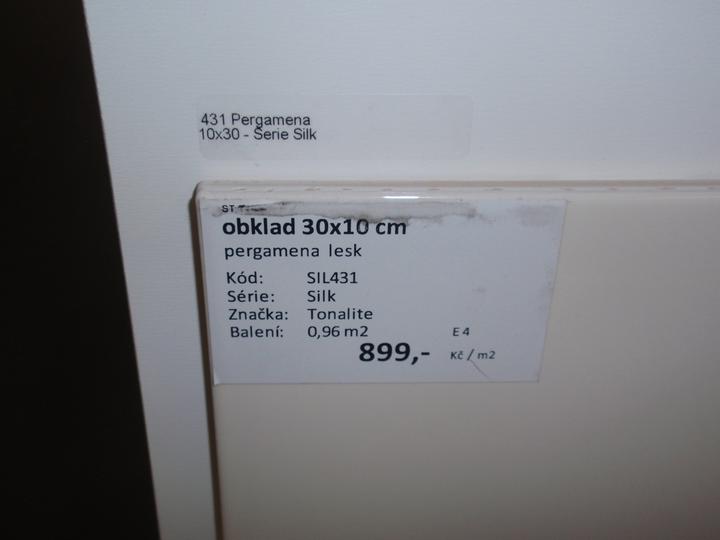 431 Pergamena
10x30 - Serie Silk
ST
obklad 30x10 cm
pergamena lesk
Kód: SIL431
Série: Silk
Značka: Tonalite
Balení: 0,96 m2 E 4
899,- Kč / m2